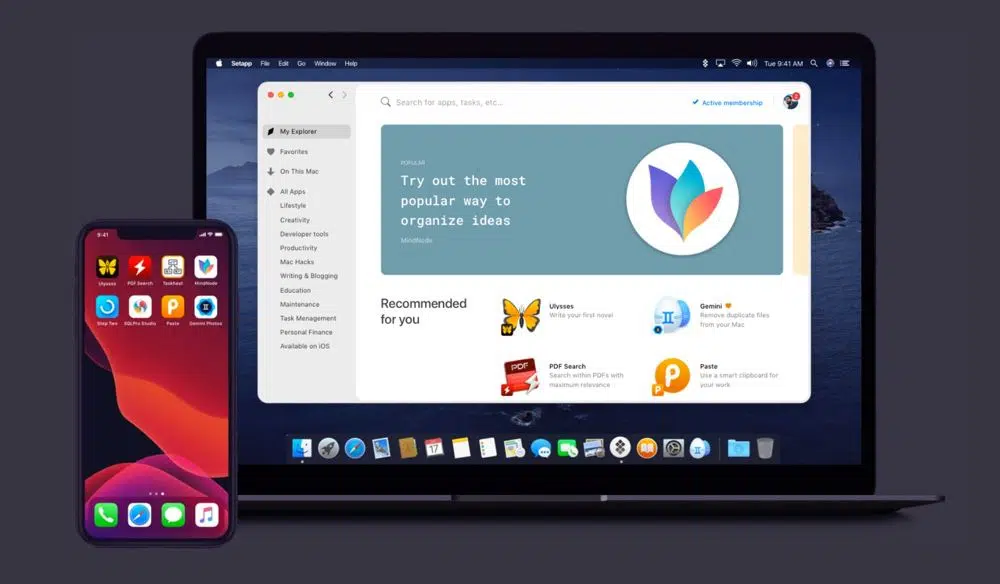 Setapp File Edit Go Window Help
Tue 9:41 AM
Search for apps, tasks, etc...
Active membership
2
My Explorer
Favorites
On This Mac
All Apps
Lifestyle
Creativity
Developer tools
Productivity
Mac Hacks
Writing & Blogging
Education
Maintenance
Task Management
Personal Finance
Available on iOS
POPULAR
Try out the most
popular way to
organize ideas
MindNode
Recommended
for you
Ulysses
Write your first novel
Gemini
Remove duplicate files
from your Mac
PDF
PDF Search
Search within PDFs with
maximum relevance
Paste
Use a smart clipboard for
your work
17
9:41
Ulysses PDF Search TaskHeat MindNode
Step Two SQLPro Studio Paste Gemini Photos